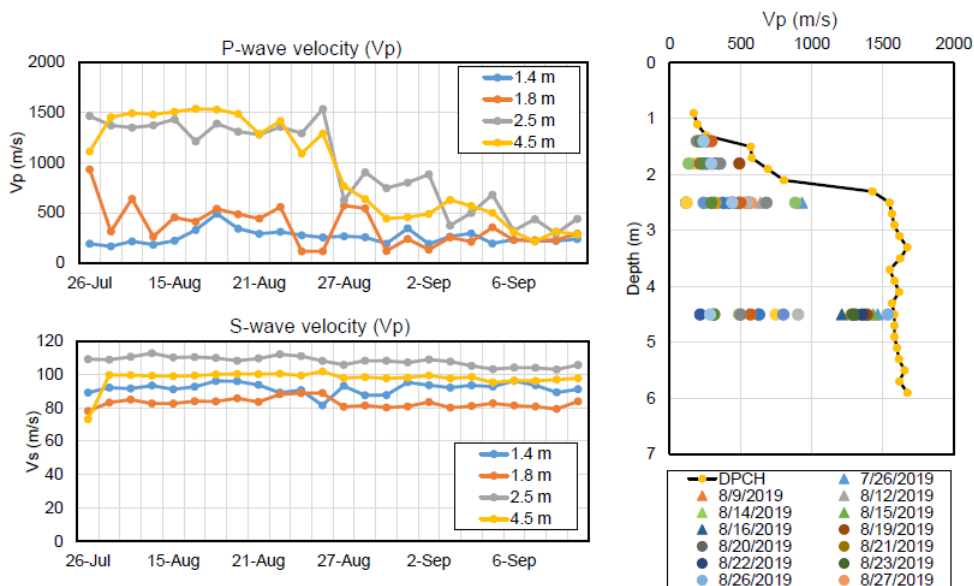 P-wave velocity (Vp)
2000
1500
1000
500
0
Vp (m/s)
1.4 m
1.8 m
2.5 m
4.5 m
26-Jul 15-Aug 21-Aug 27-Aug 2-Sep 6-Sep
S-wave velocity (Vp)
120
100
80
60
40
20
0
Vs (m/s)
1.4 m
1.8 m
2.5 m
4.5 m
26-Jul 15-Aug 21-Aug 27-Aug 2-Sep 6-Sep
Vp (m/s)
0 500 1000 1500 2000
0
1
2
3
4
5
6
7
Depth (m)
DPCH 7/26/2019
8/9/2019 8/12/2019
8/14/2019 8/15/2019
8/16/2019 8/19/2019
8/20/2019 8/21/2019
8/22/2019 8/23/2019
8/26/2019 8/27/2019